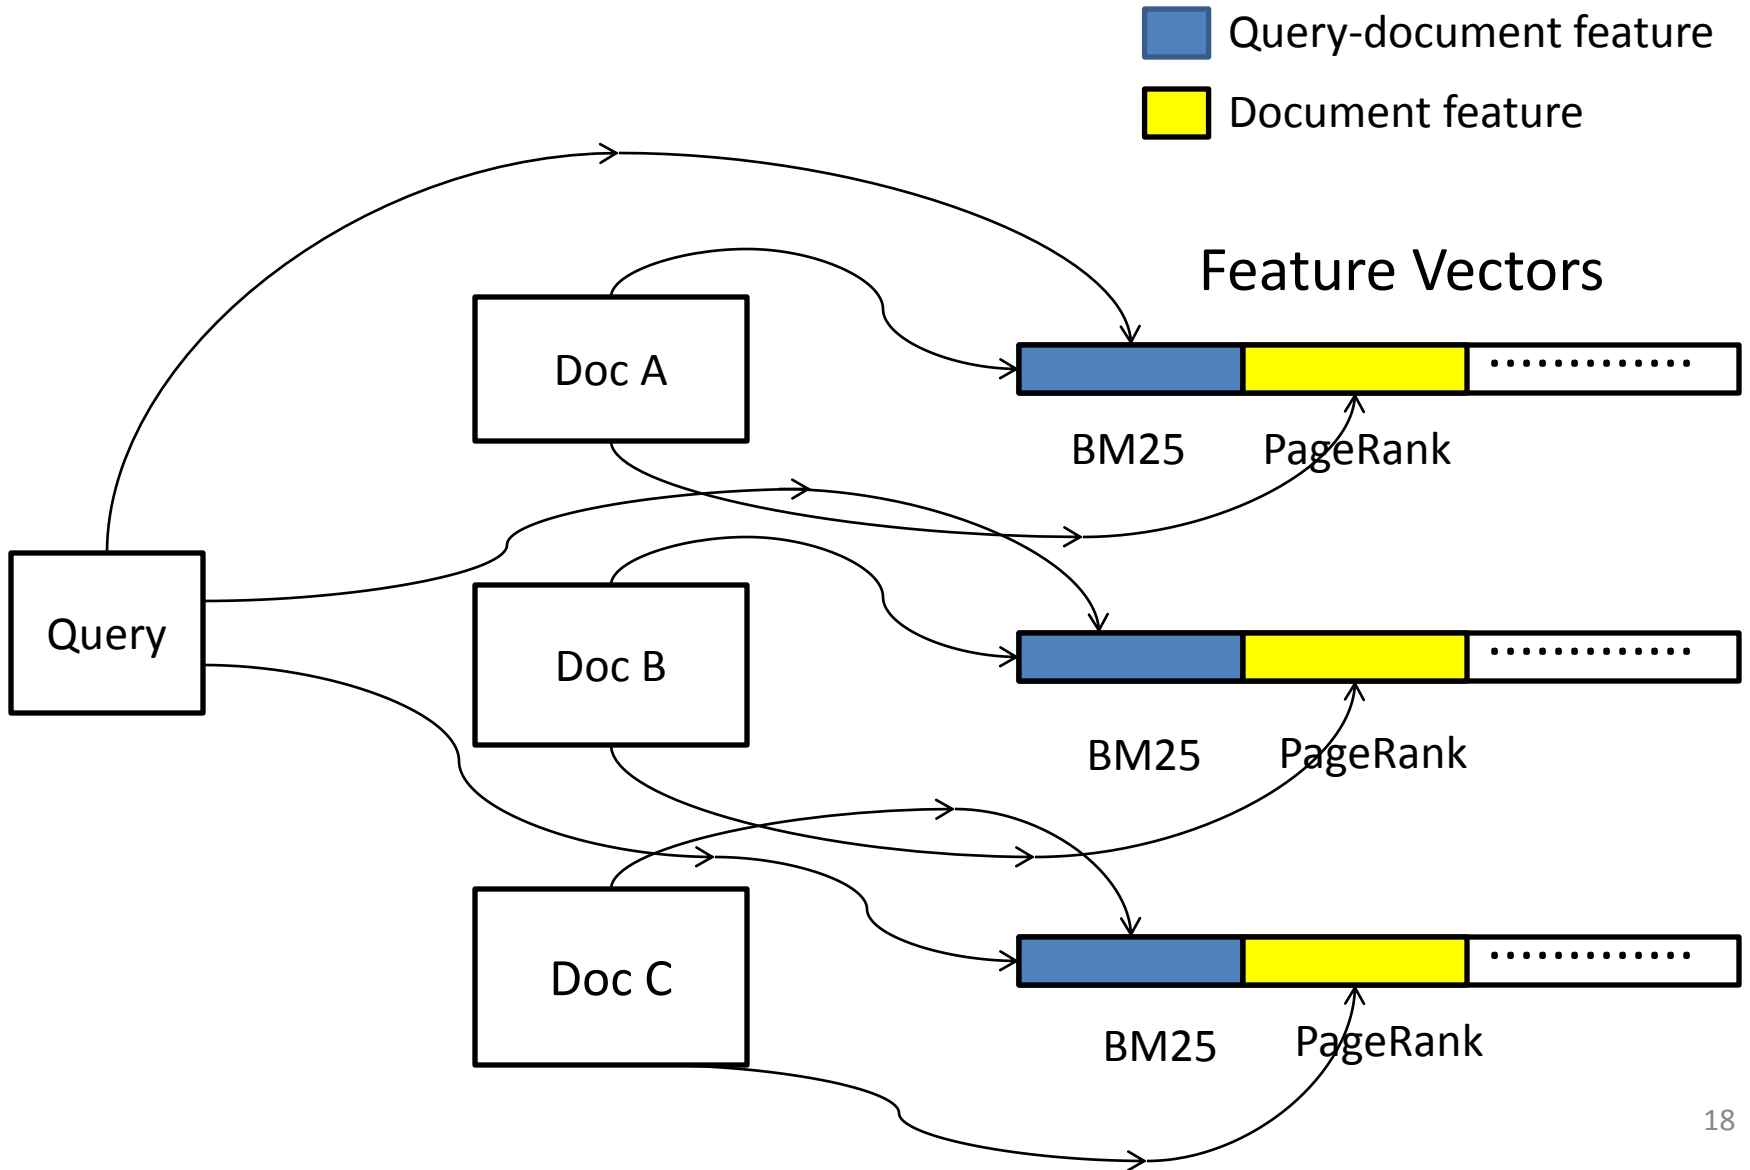 Query-document feature
Document feature
Feature Vectors
Doc A
.............
BM25 PageRank
Query
Doc B
.............
BM25 PageRank
Doc C
.............
BM25 PageRank
18